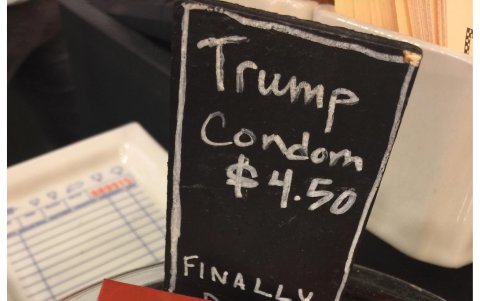 Trump
Condom
$4.50
FINALLY